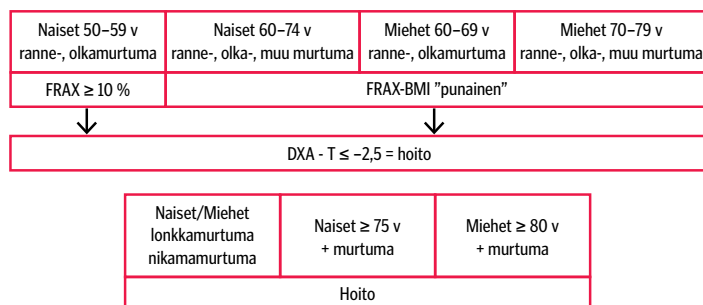 Naiset 50–59 v
ranne-, olkamurtuma
Naiset 60–74 v
ranne-, olka-, muu murtuma
Miehet 60–69 v
ranne-, olkamurtuma
Miehet 70–79 v
ranne-, olka-, muu murtuma
FRAX ≥ 10 %
FRAX-BMI "punainen"
DXA - T ≤ –2,5 = hoito
Naiset/Miehet
lonkkamurtuma
nikamamurtuma
Naiset ≥ 75 v
+ murtuma
Miehet ≥ 80 v
+ murtuma
Hoito